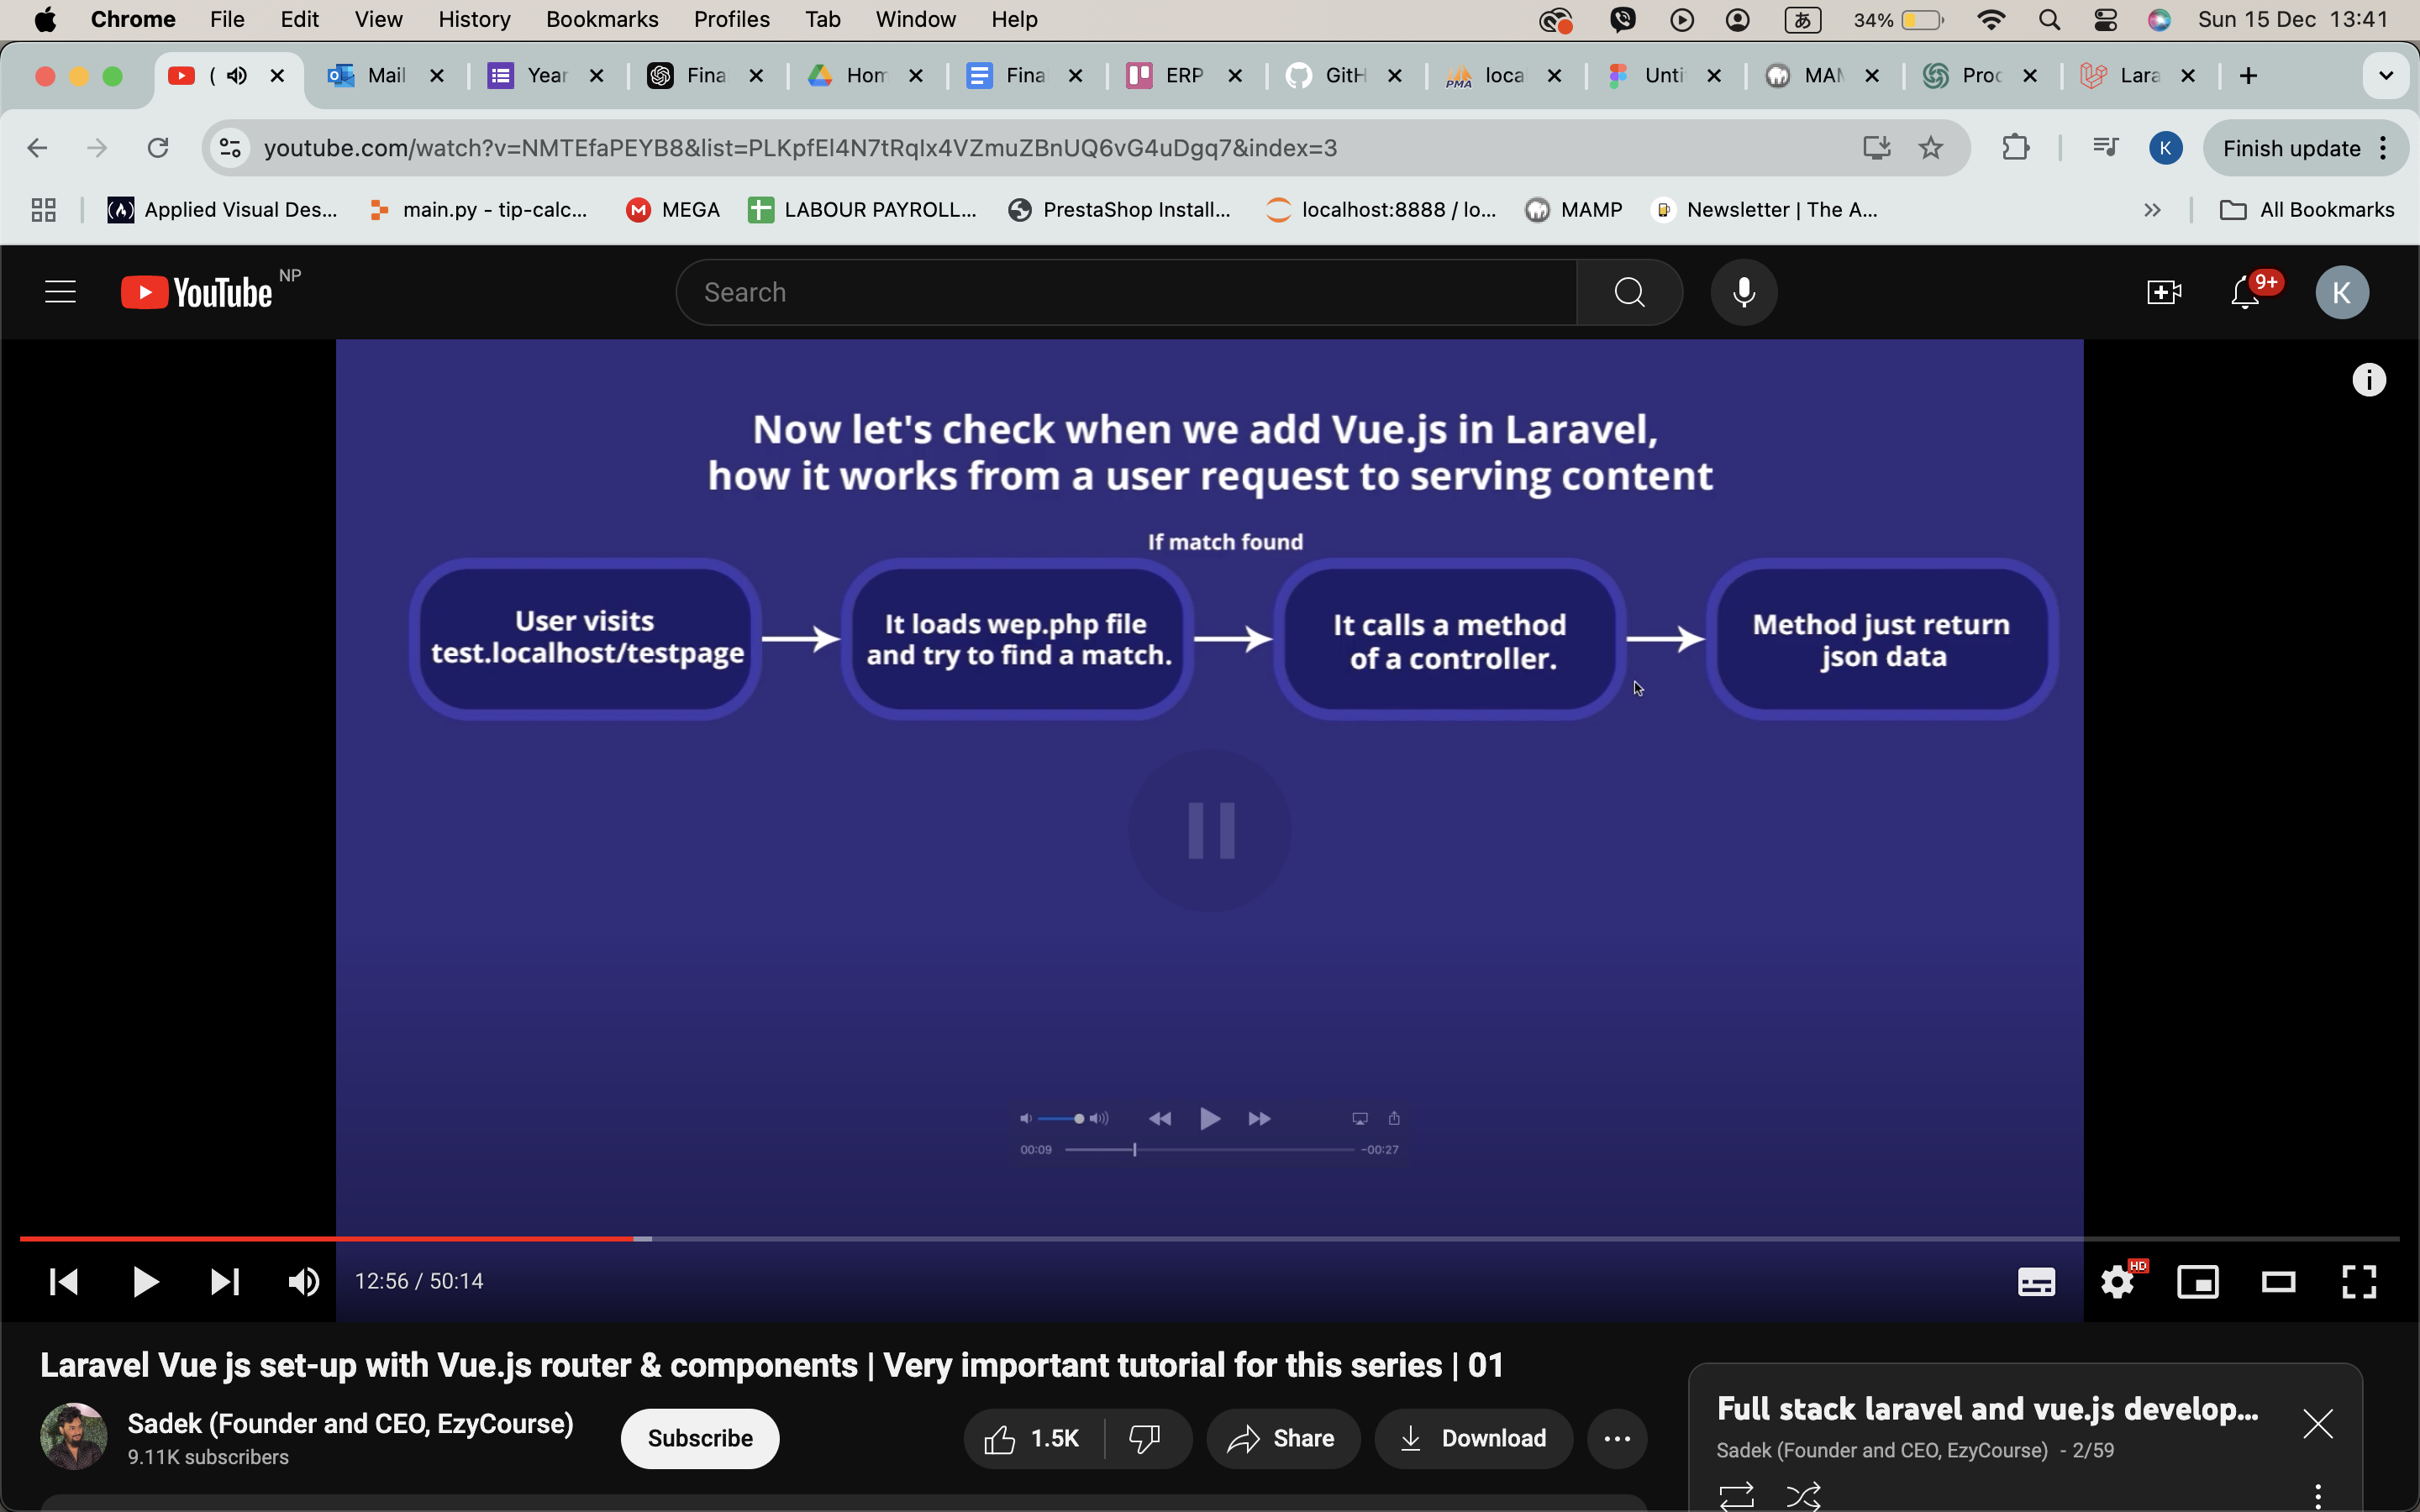 Chrome File Edit View History Bookmarks Profiles Tab Window Help あ 34% Sun 15 Dec 13:41
( Mail Year Fina Hom Fina ERP GitH PMA loca Unti MAM Proc Lara
youtube.com/watch?v=NMTEfaPEYB8&list=PLKpfEl4N7tRqIx4VZmuZBnUQ6vG4uDgq7&index=3 K Finish update
Applied Visual Des... main.py - tip-calc... MEGA LABOUR PAYROLL... PrestaShop Install... localhost:8888 / lo... MAMP Newsletter | The A... All Bookmarks
YouTube NP Search 9+ K
Now let's check when we add Vue.js in Laravel,
how it works from a user request to serving content
If match found
User visits
test.localhost/testpage
It loads wep.php file
and try to find a match.
It calls a method
of a controller.
Method just return
json data
00:09 -00:27
12:56 / 50:14 HD
Laravel Vue js set-up with Vue.js router & components | Very important tutorial for this series | 01
Sadek (Founder and CEO, EzyCourse)
9.11K subscribers
Subscribe 1.5K Share Download
Full stack laravel and vue.js develop...
Sadek (Founder and CEO, EzyCourse) - 2/59